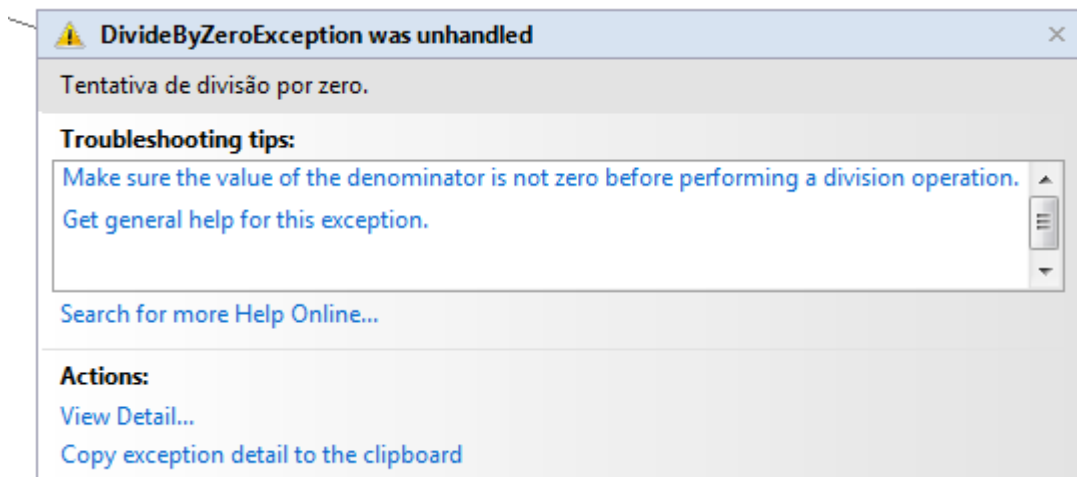 DivideByZeroException was unhandled
Tentativa de divisão por zero.
Troubleshooting tips:
Make sure the value of the denominator is not zero before performing a division operation.
Get general help for this exception.
Search for more Help Online...
Actions:
View Detail...
Copy exception detail to the clipboard